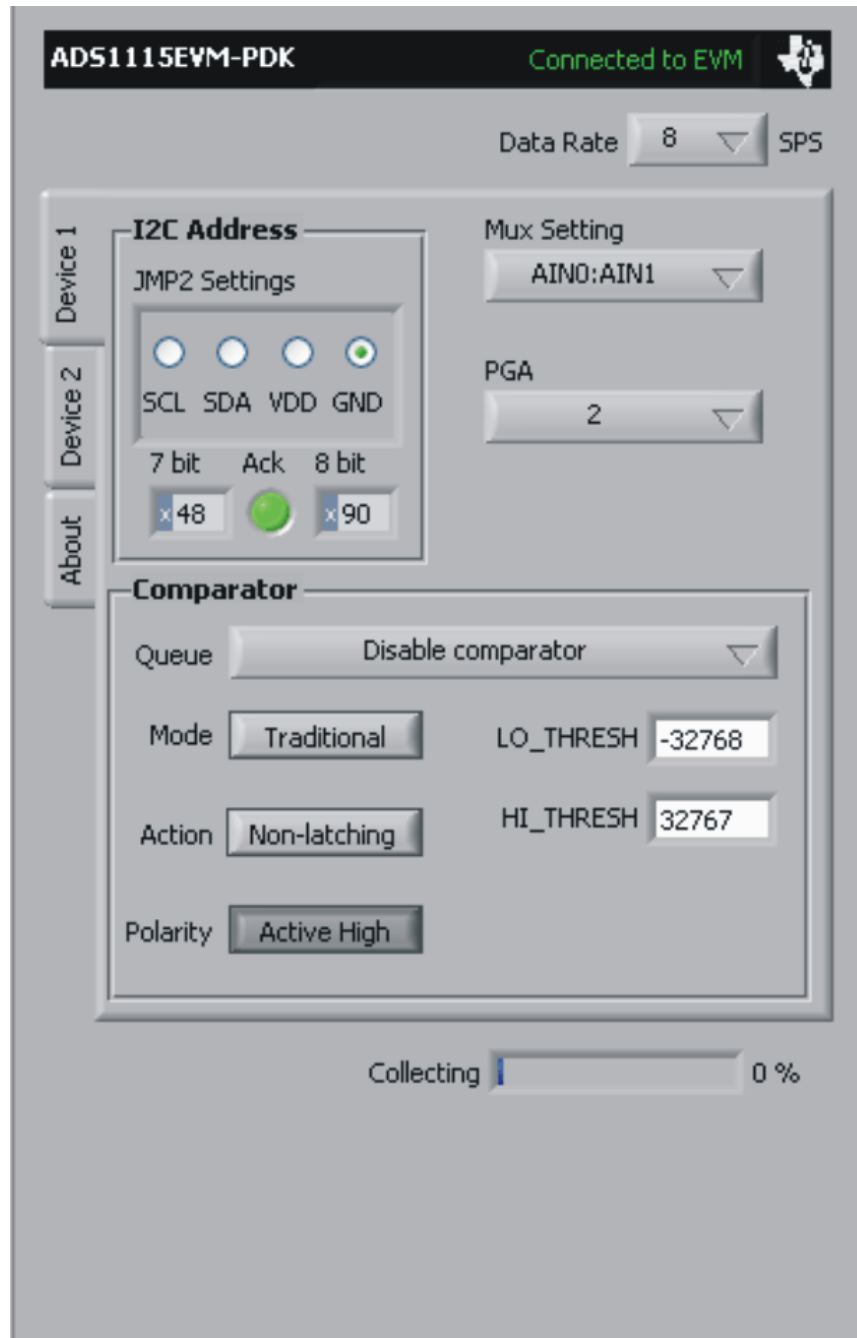 ADS1115EVM-PDK Connected to EVM
Data Rate 8 SPS
Device 1
Device 2
About
I2C Address
JMP2 Settings
SCL SDA VDD GND
7 bit Ack 8 bit
x 48 x 90
Mux Setting
AIN0:AIN1
PGA
2
Comparator
Queue Disable comparator
Mode Traditional LO_THRESH -32768
Action Non-latching HI_THRESH 32767
Polarity Active High
Collecting 0 %